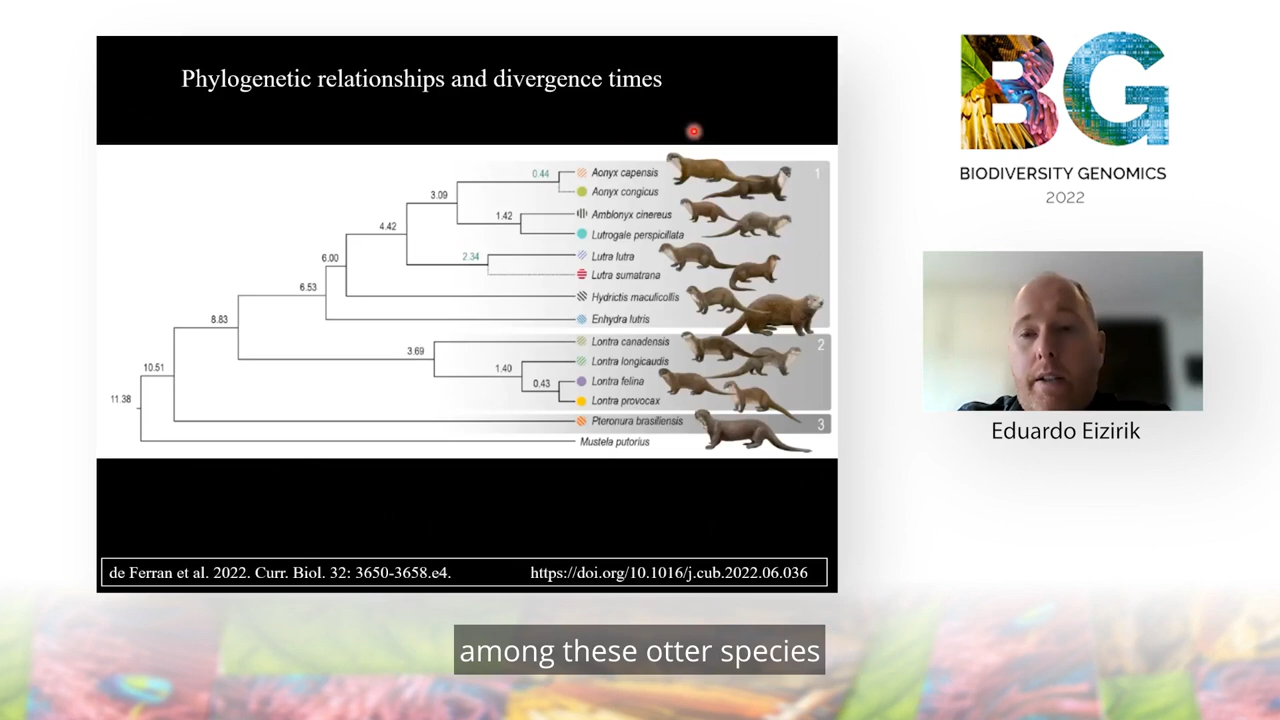 Phylogenetic relationships and divergence times
0.44
Aonyx capensis
1
Aonyx congicus
3.09
1.42
Amblonyx cinereus
4.42
Lutrogale perspicillata
2.34
Lutra lutra
6.00
Lutra sumatrana
6.53
Hydrictis maculicollis
8.83
Enhydra lutris
Lontra canadensis
2
3.69
1.40
Lontra longicaudis
10.51
0.43
Lontra felina
11.38
Lontra provocax
Pteronura brasiliensis
3
Mustela putorius
de Ferran et al. 2022. Curr. Biol. 32: 3650-3658.e4.
https://doi.org/10.1016/j.cub.2022.06.036
BG
BIODIVERSITY GENOMICS
2022
Eduardo Eizirik
among these otter species